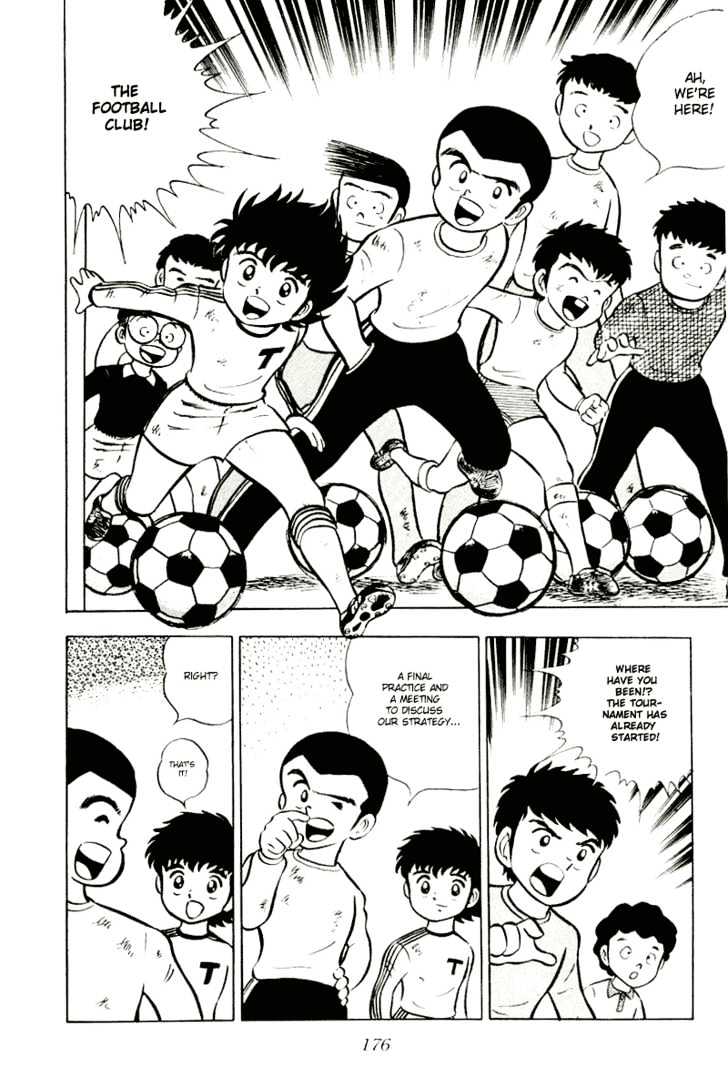 AH,
WE'RE
HERE!
THE
FOOTBALL
CLUB!
T
WHERE
HAVE YOU
BEEN!?
THE TOUR-
NAMENT HAS
ALREADY
STARTED!
A FINAL
PRACTICE AND
A MEETING
TO DISCUSS
OUR STRATEGY...
T
RIGHT?
THAT'S
IT!
T
176